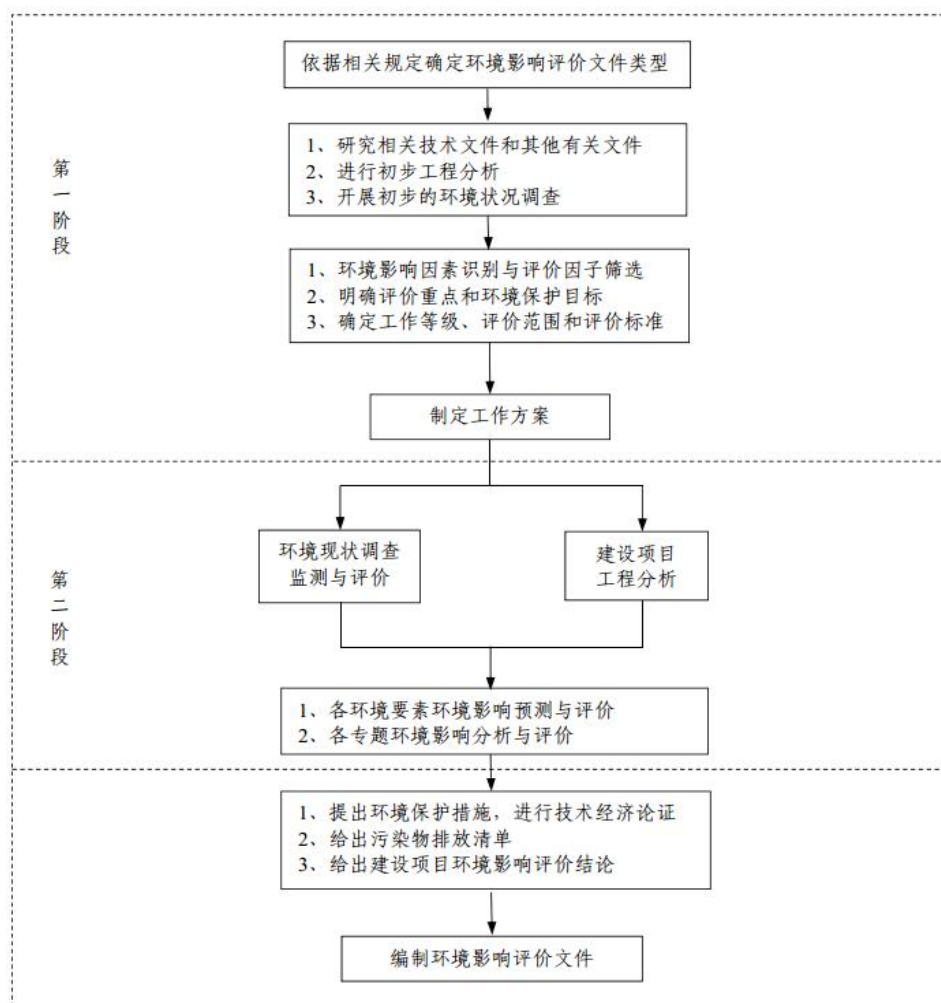 依据相关规定确定环境影响评价文件类型
1、研究相关技术文件和其他有关文件
2、进行初步工程分析
3、开展初步的环境状况调查
第一阶段
1、环境影响因素识别与评价因子筛选
2、明确评价重点和环境保护目标
3、确定工作等级、评价范围和评价标准
制定工作方案
环境现状调查
监测与评价
建设项目
工程分析
第二阶段
1、各环境要素环境影响预测与评价
2、各专题环境影响分析与评价
1、提出环境保护措施，进行技术经济论证
2、给出污染物排放清单
3、给出建设项目环境影响评价结论
编制环境影响评价文件